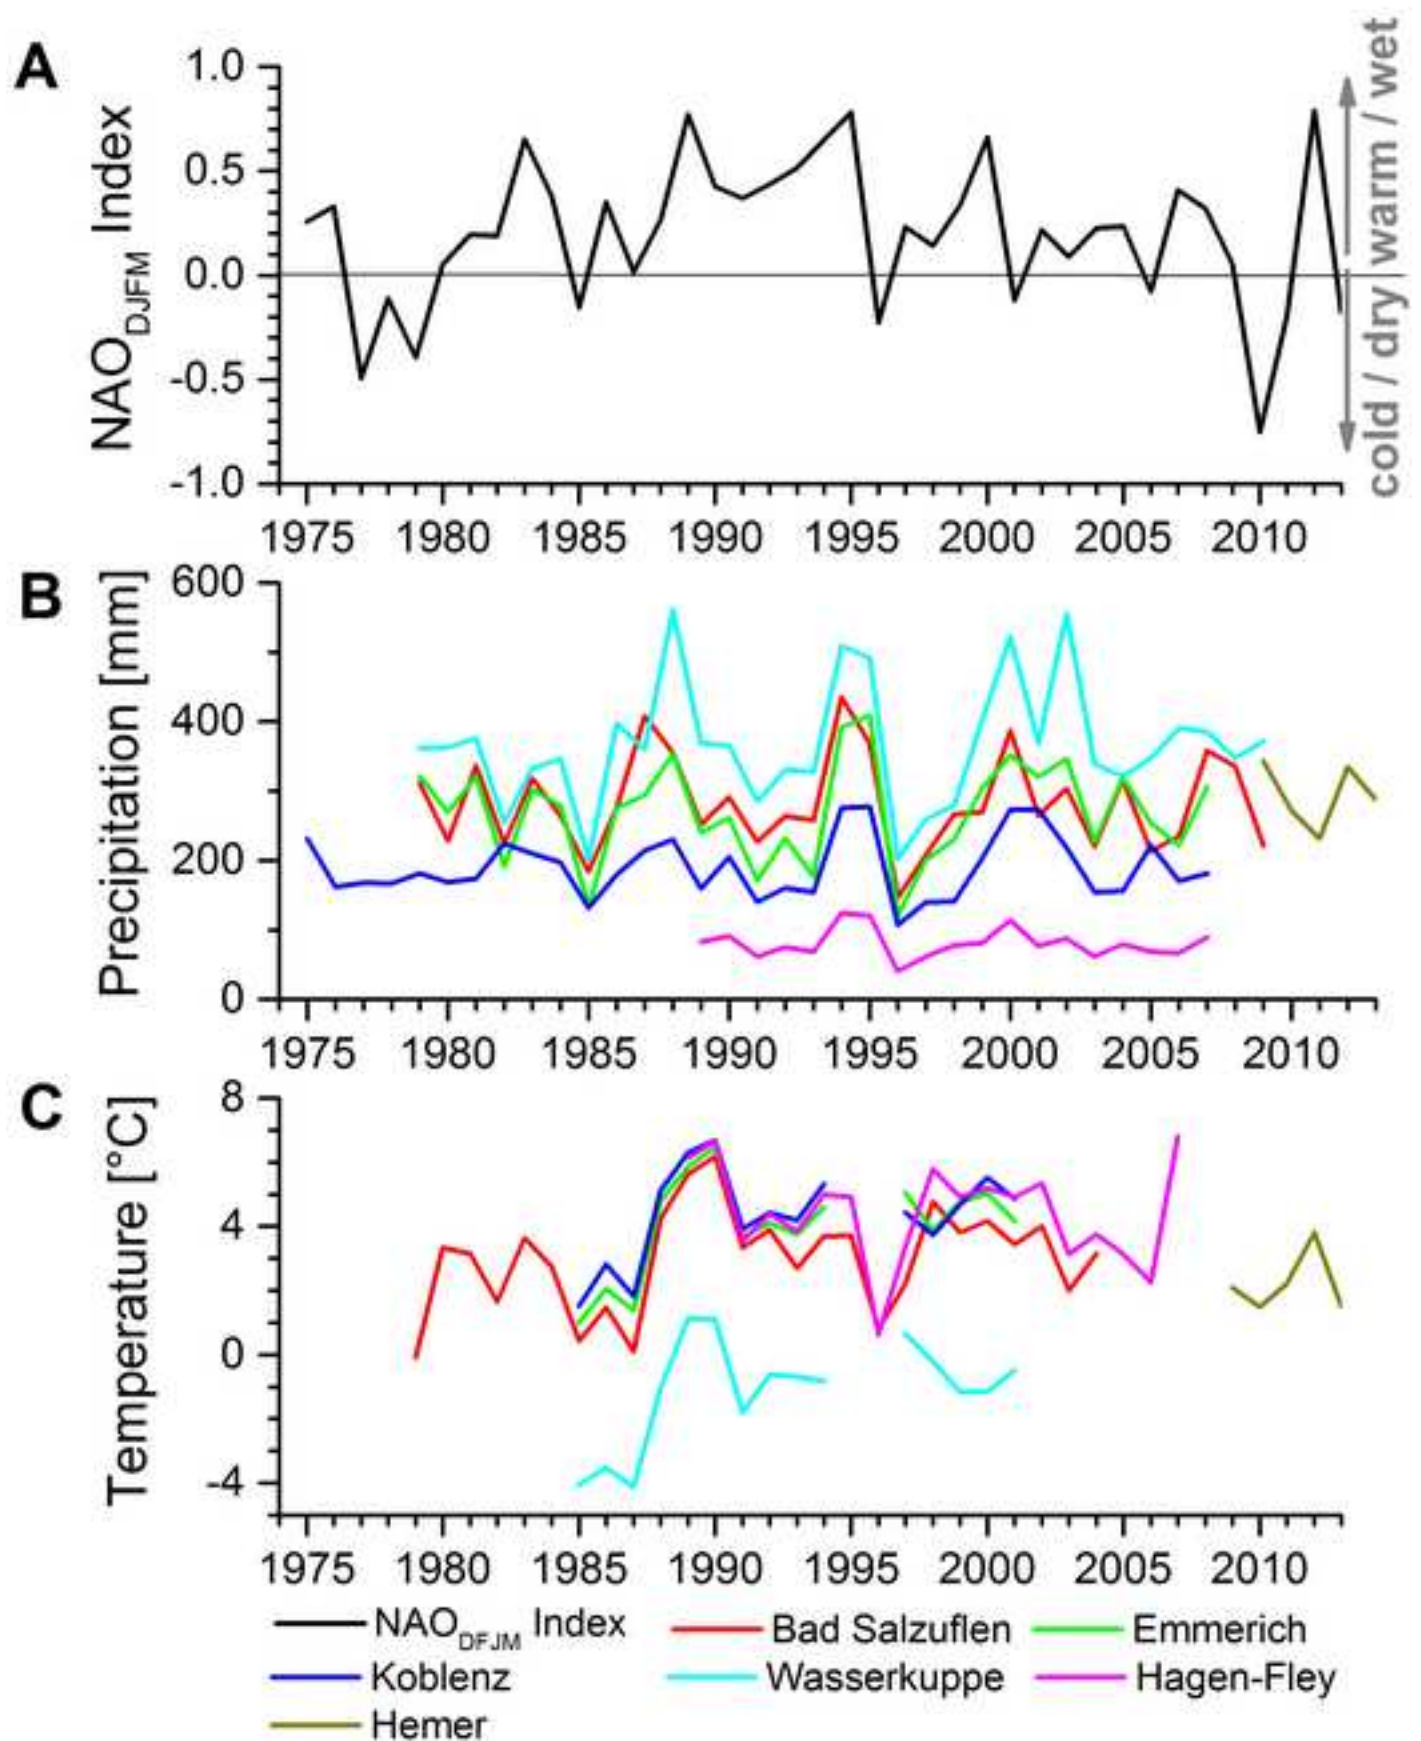 A
NAO_DJFM Index
1.0
0.5
0.0
-0.5
-1.0
cold / dry warm / wet
1975 1980 1985 1990 1995 2000 2005 2010
B
Precipitation [mm]
600
400
200
0
1975 1980 1985 1990 1995 2000 2005 2010
C
Temperature [°C]
8
4
0
-4
1975 1980 1985 1990 1995 2000 2005 2010
NAO_DFJM Index Bad Salzuflen Emmerich
Koblenz Wasserkuppe Hagen-Fley
Hemer